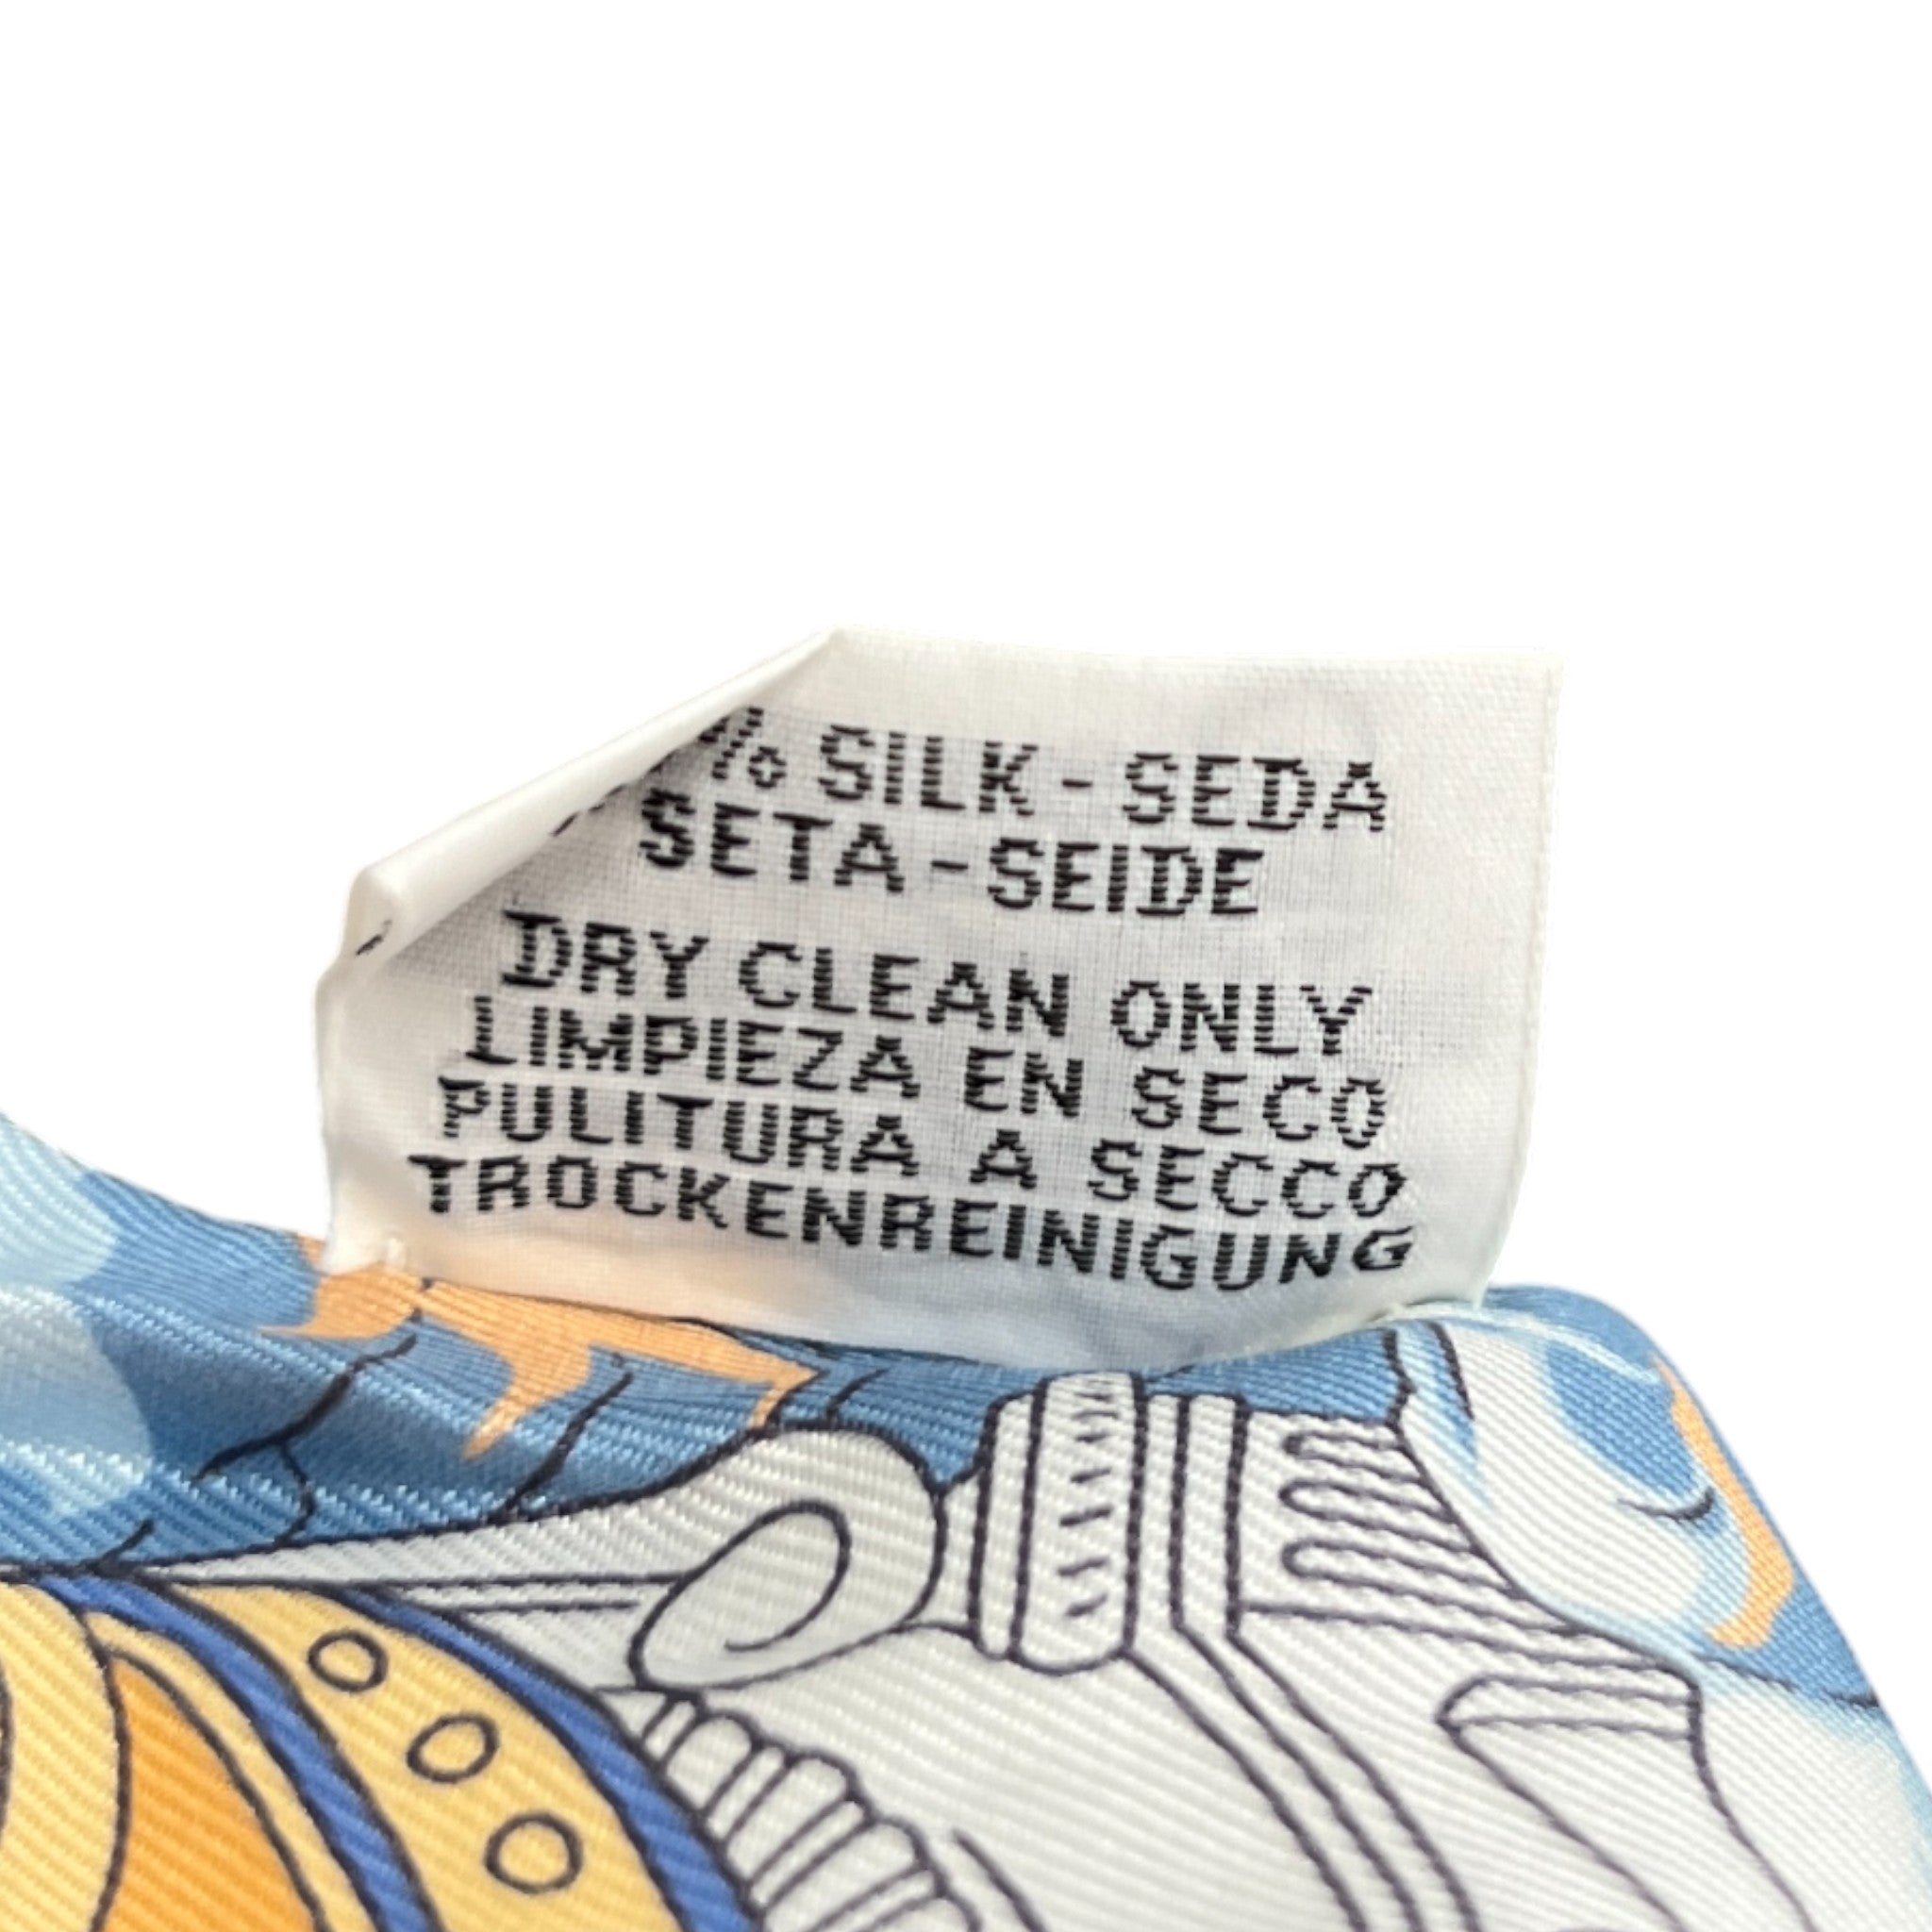 % SILK - SEDA
SETA - SEIDE
DRY CLEAN ONLY
LIMPIEZA EN SECO
PULITURA A SECCO
TROCKENREINIGUNG